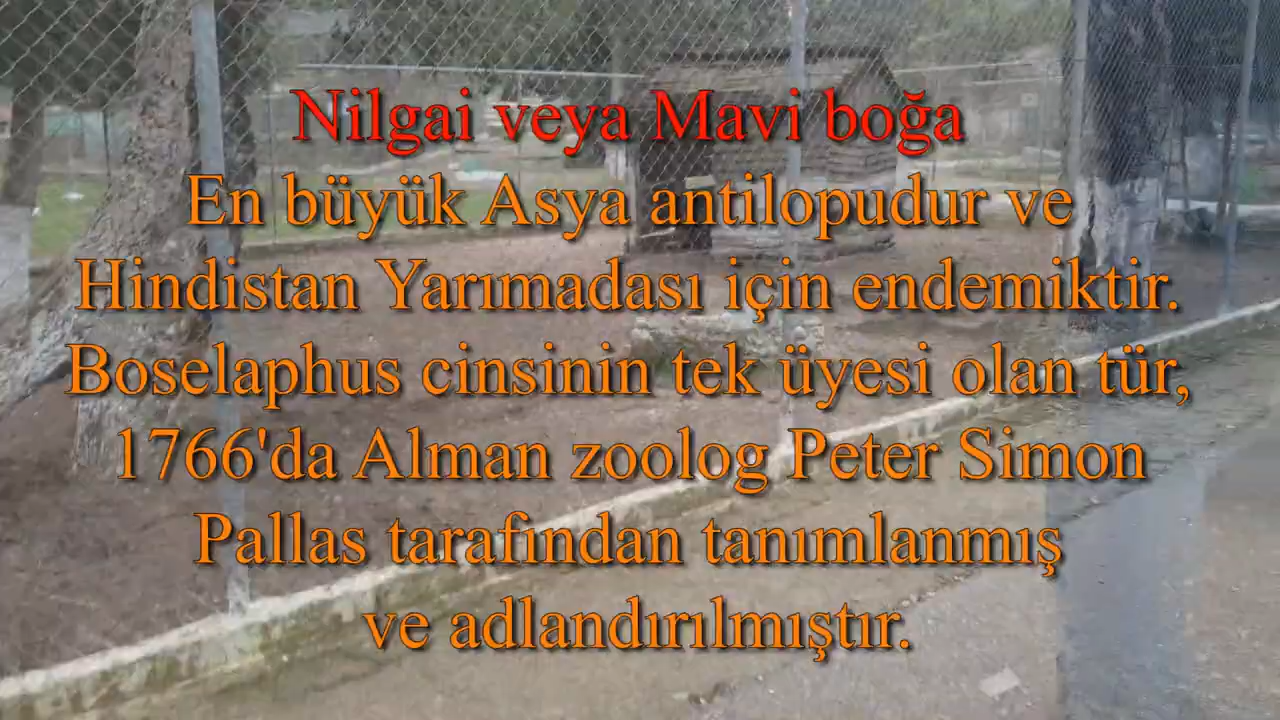 Nilgai veya Mavi boğa
En büyük Asya antilopudur ve
Hindistan Yarımadası için endemiktir.
Boselaphus cinsinin tek üyesi olan tür,
1766'da Alman zoolog Peter Simon
Pallas tarafından tanımlanmış
ve adlandırılmıştır.